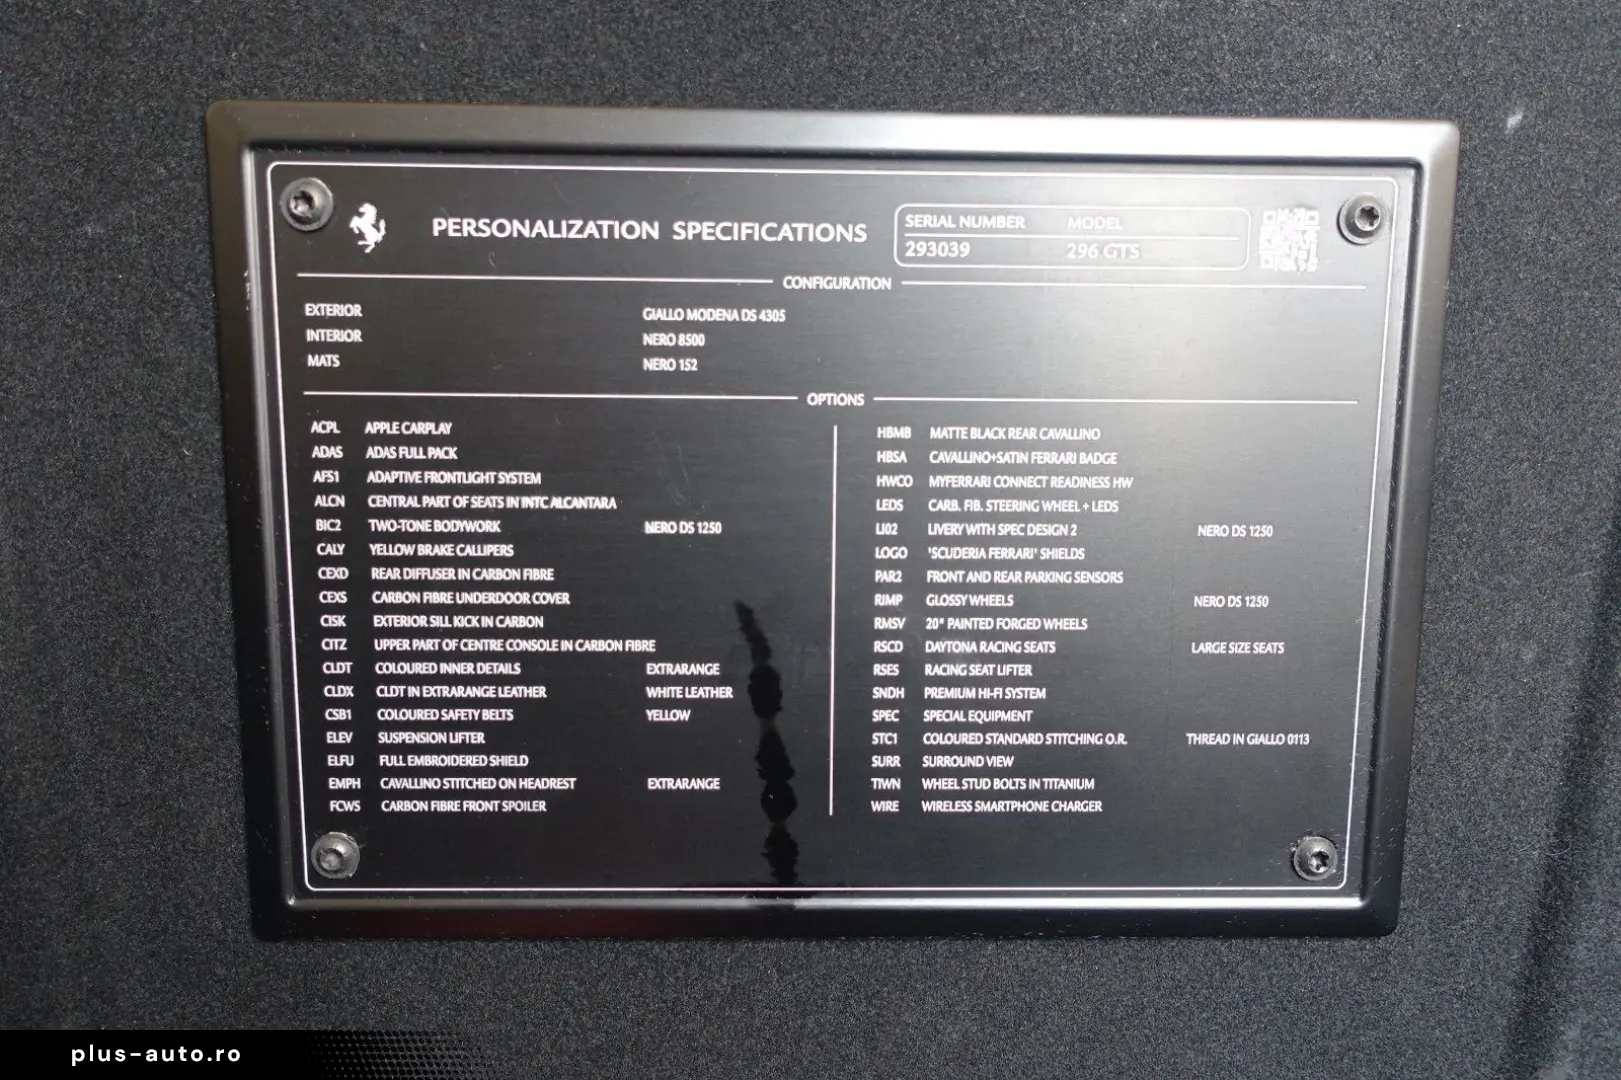 PERSONALIZATION SPECIFICATIONS
SERIAL NUMBER MODEL
293039 296 GTS
CONFIGURATION
EXTERIOR GIALLO MODENA DS 4305
INTERIOR NERO 8500
MATS NERO 152
OPTIONS
ACPL APPLE CARPLAY
ADAS ADAS FULL PACK
AFS1 ADAPTIVE FRONTLIGHT SYSTEM
ALCN CENTRAL PART OF SEATS IN INTC ALCANTARA
BIC2 TWO-TONE BODYWORK NERO DS 1250
CALY YELLOW BRAKE CALLIPERS
CEXD REAR DIFFUSER IN CARBON FIBRE
CEXS CARBON FIBRE UNDERDOOR COVER
CISK EXTERIOR SILL KICK IN CARBON
CITZ UPPER PART OF CENTRE CONSOLE IN CARBON FIBRE
CLDT COLOURED INNER DETAILS EXTRARANGE
CLDX CLDT IN EXTRARANGE LEATHER WHITE LEATHER
CSB1 COLOURED SAFETY BELTS YELLOW
ELEV SUSPENSION LIFTER
ELFU FULL EMBROIDERED SHIELD
EMPH CAVALLINO STITCHED ON HEADREST EXTRARANGE
FCWS CARBON FIBRE FRONT SPOILER
HBMB MATTE BLACK REAR CAVALLINO
HBSA CAVALLINO+SATIN FERRARI BADGE
HWCO MYFERRARI CONNECT READINESS HW
LEDS CARB. FIB. STEERING WHEEL + LEDS
LI02 LIVERY WITH SPEC DESIGN 2 NERO DS 1250
LOGO 'SCUDERIA FERRARI' SHIELDS
PAR2 FRONT AND REAR PARKING SENSORS
RIMP GLOSSY WHEELS NERO DS 1250
RMSV 20" PAINTED FORGED WHEELS
RSCD DAYTONA RACING SEATS LARGE SIZE SEATS
RSES RACING SEAT LIFTER
SNDH PREMIUM HI-FI SYSTEM
SPEC SPECIAL EQUIPMENT
STC1 COLOURED STANDARD STITCHING O.R. THREAD IN GIALLO 0113
SURR SURROUND VIEW
TIWN WHEEL STUD BOLTS IN TITANIUM
WIRE WIRELESS SMARTPHONE CHARGER
plus-auto.ro